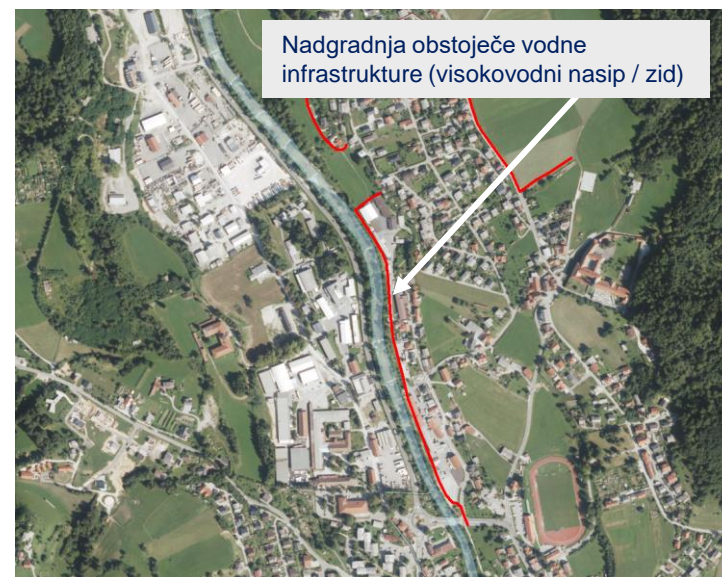 Nadgradnja obstoječe vodne
infrastrukture (visokovodni nasip / zid)